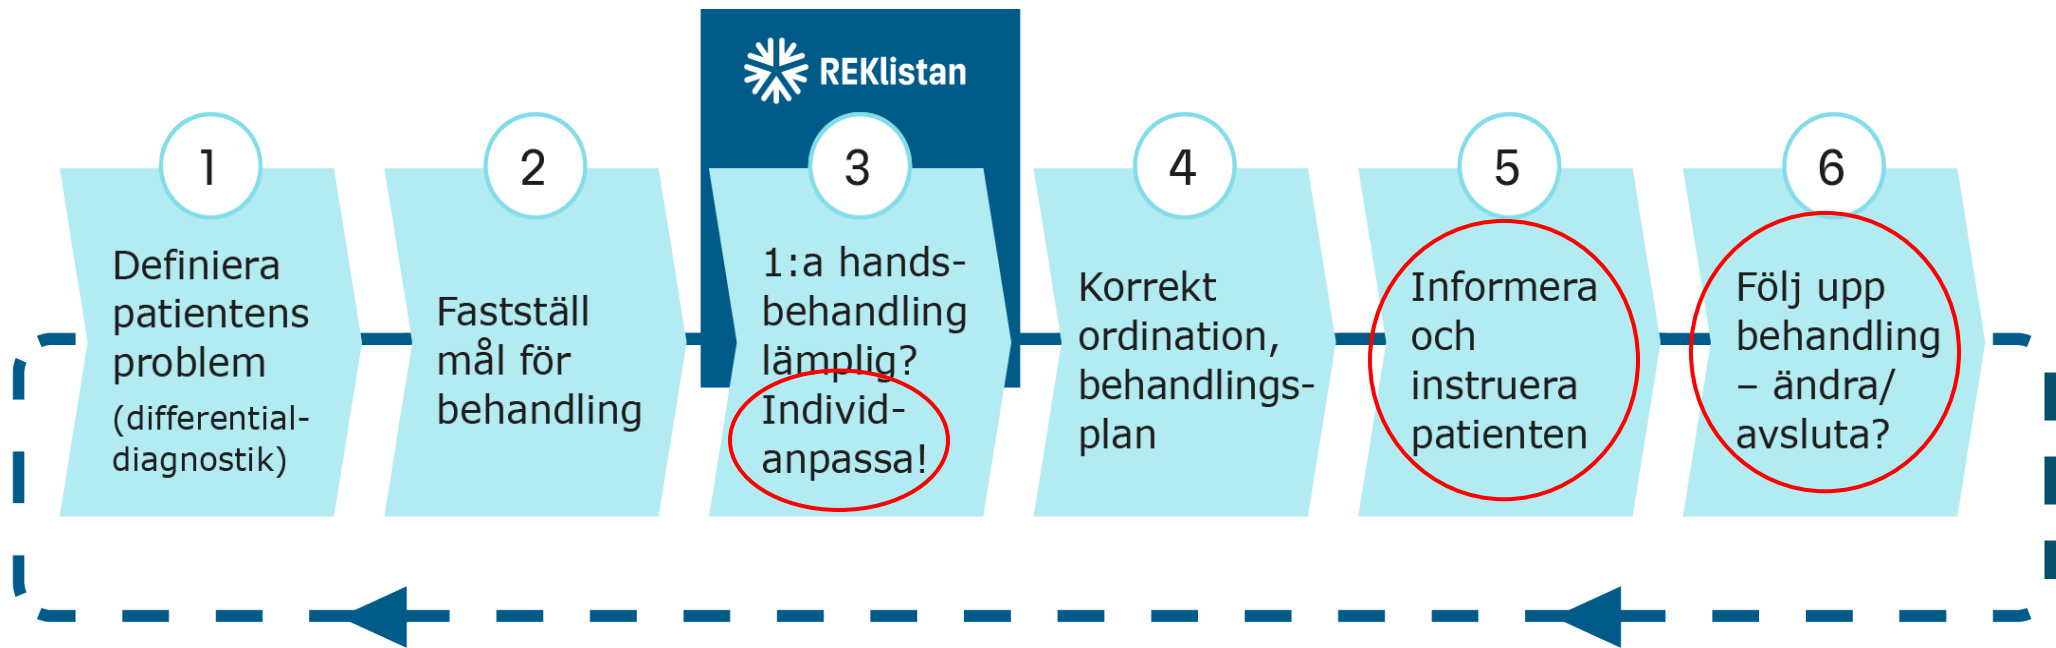 REKlistan
1
Definiera
patientens
problem
(differential-
diagnostik)
2
Fastställ
mål för
behandling
3
1:a hands-
behandling
lämplig?
Individ-
anpassa!
4
Korrekt
ordination,
behandlings-
plan
5
Informera
och
instruera
patienten
6
Följ upp
behandling
– ändra/
avsluta?